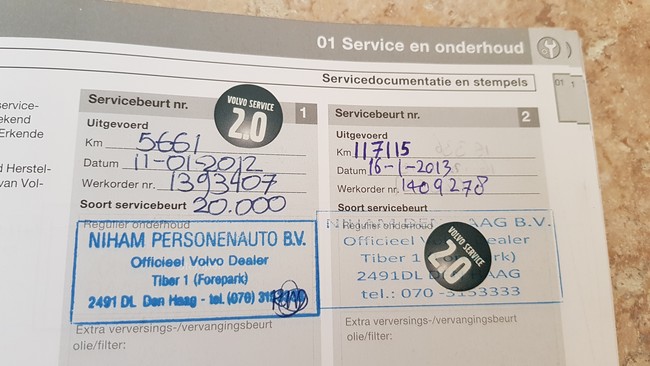 01 Service en onderhoud
Servicedocumentatie en stempels
01 1
service-
ekend
Erkende
d Herstel-
van Vol-
Servicebeurt nr. 1
VOLVO SERVICE
2.0
Uitgevoerd
Km 5661
Datum 11-01-2012
Werkorder nr. 1393407
Soort servicebeurt 20.000
Regulier onderhoud
NIHAM PERSONENAUTO B.V.
Officieel Volvo Dealer
Tiber 1 (Forepark)
2491 DL Den Haag - tel. (070)
Extra verversings-/vervangingsbeurt
olie/filter:
Servicebeurt nr. 2
Uitgevoerd
Km 117115
Datum 16-1-2013
Werkorder nr. 1409278
Soort servicebeurt
Regulier onderhoud
AAG B.V.
Officieel Dealer
Tiber 1
2491DL AAG
tel.: 070 -3153333
VOLVO SERVICE
2.0
Extra verversings-/vervangingsbeurt
olie/filter: